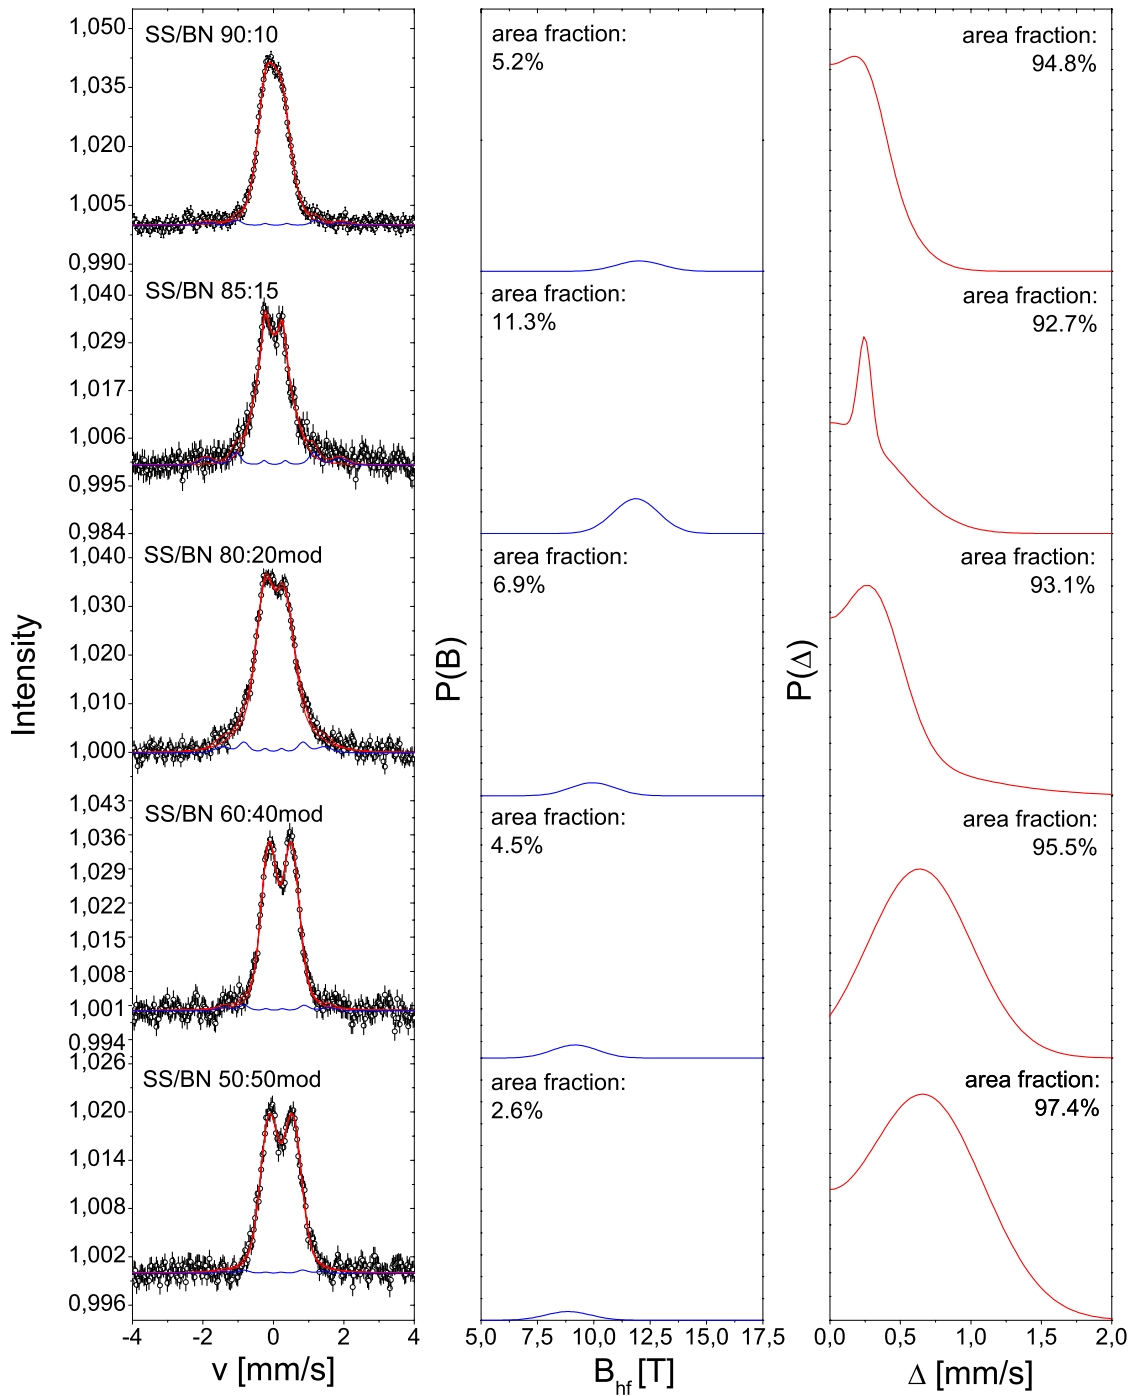 SS/BN 90:10
1,050
1,035
1,020
1,005
0,990
area fraction:
5.2%
area fraction:
94.8%
SS/BN 85:15
1,040
1,029
1,017
1,006
0,995
0,984
area fraction:
11.3%
area fraction:
92.7%
SS/BN 80:20mod
1,040
1,030
1,020
1,010
1,000
area fraction:
6.9%
area fraction:
93.1%
SS/BN 60:40mod
1,043
1,036
1,029
1,022
1,015
1,008
1,001
0,994
area fraction:
4.5%
area fraction:
95.5%
SS/BN 50:50mod
1,026
1,020
1,014
1,008
1,002
0,996
area fraction:
2.6%
area fraction:
97.4%
Intensity
P(B)
P(Δ)
-4 -2 0 2 4
5,0 7,5 10,0 12,5 15,0 17,5
0,0 0,5 1,0 1,5 2,0
v [mm/s]
B_hf [T]
Δ [mm/s]